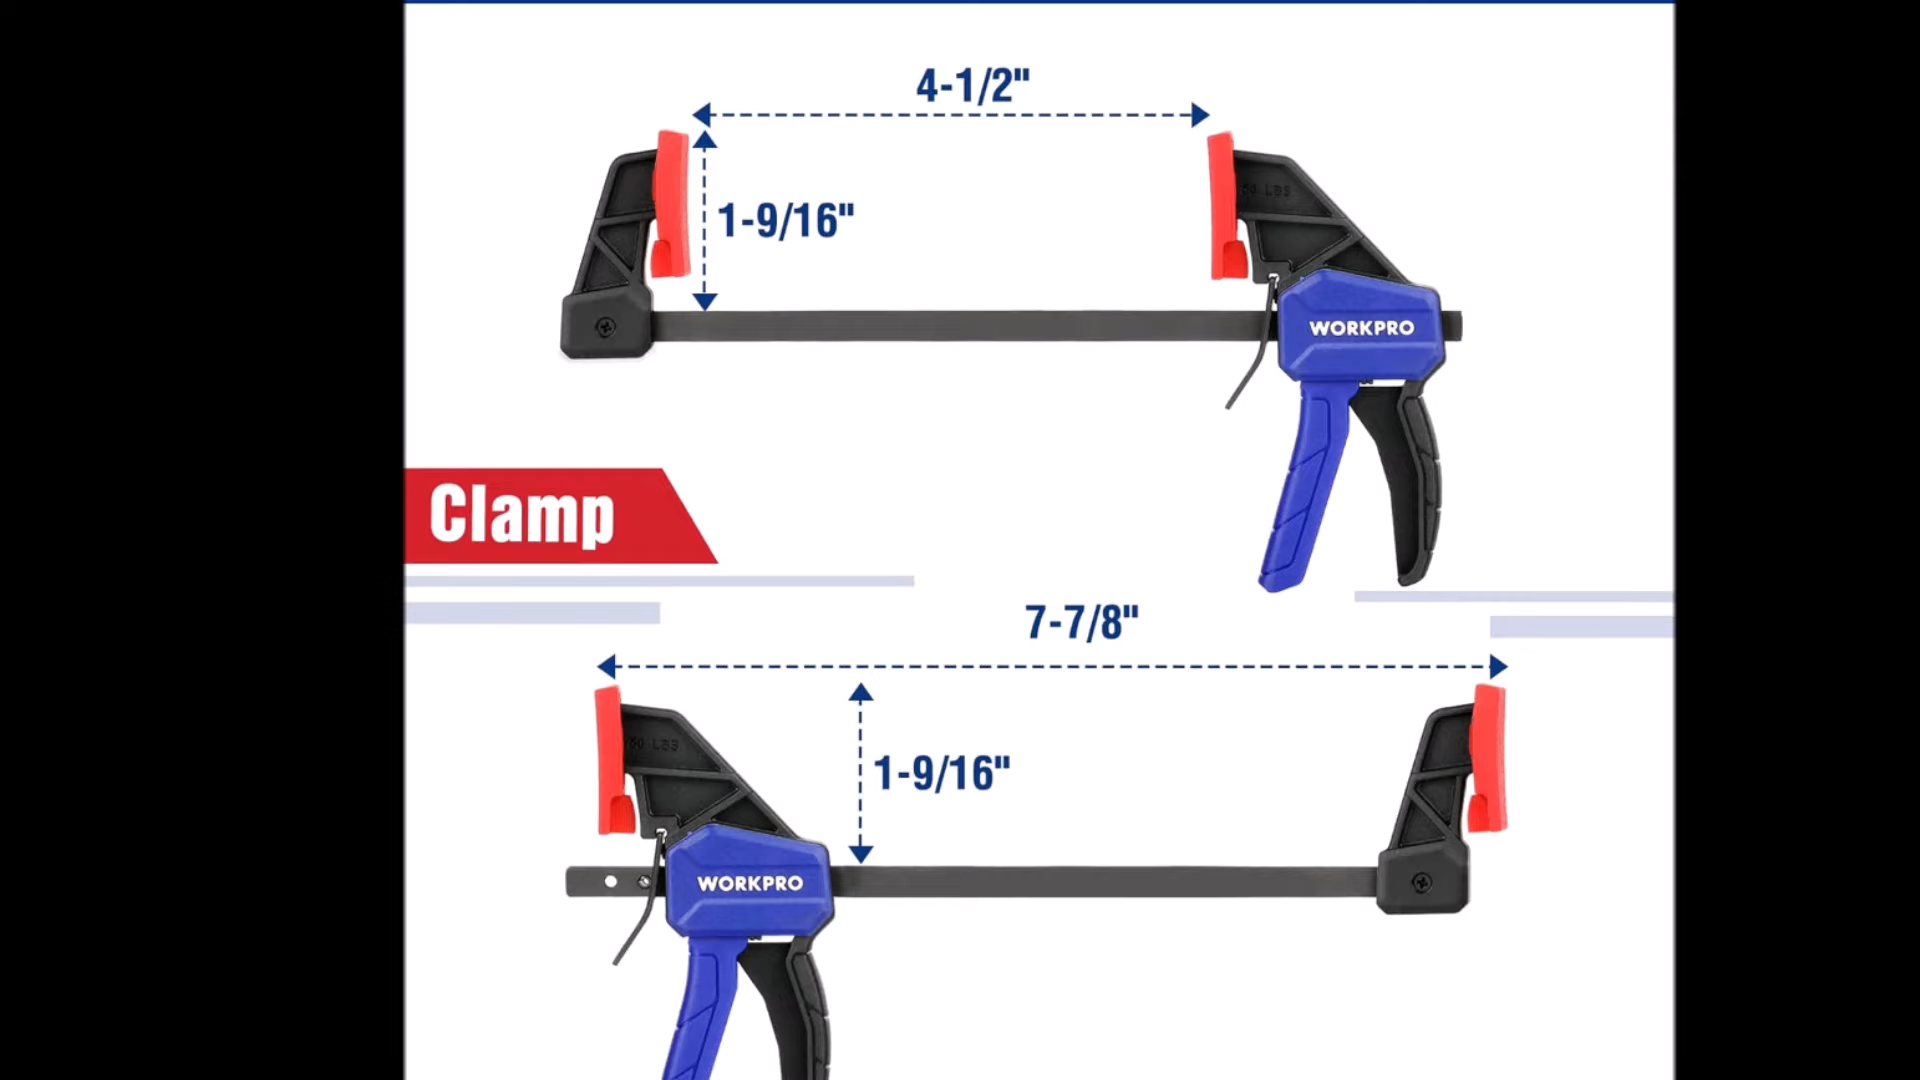 4-1/2"
1-9/16"
WORKPRO
Clamp
7-7/8"
1-9/16"
WORKPRO